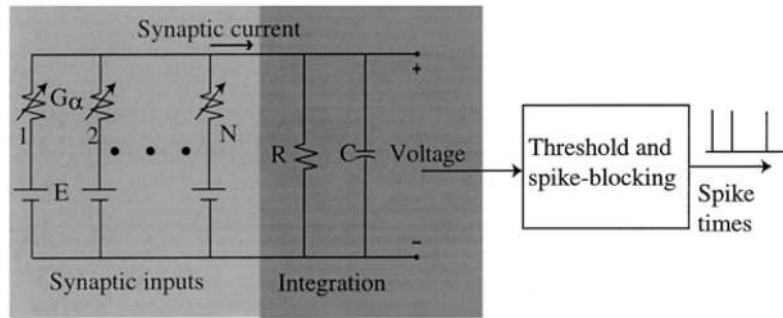 Synaptic current
+
Gα
1
2
N
R
C
Voltage
E
-
Synaptic inputs
Integration
Threshold and
spike-blocking
Spike
times